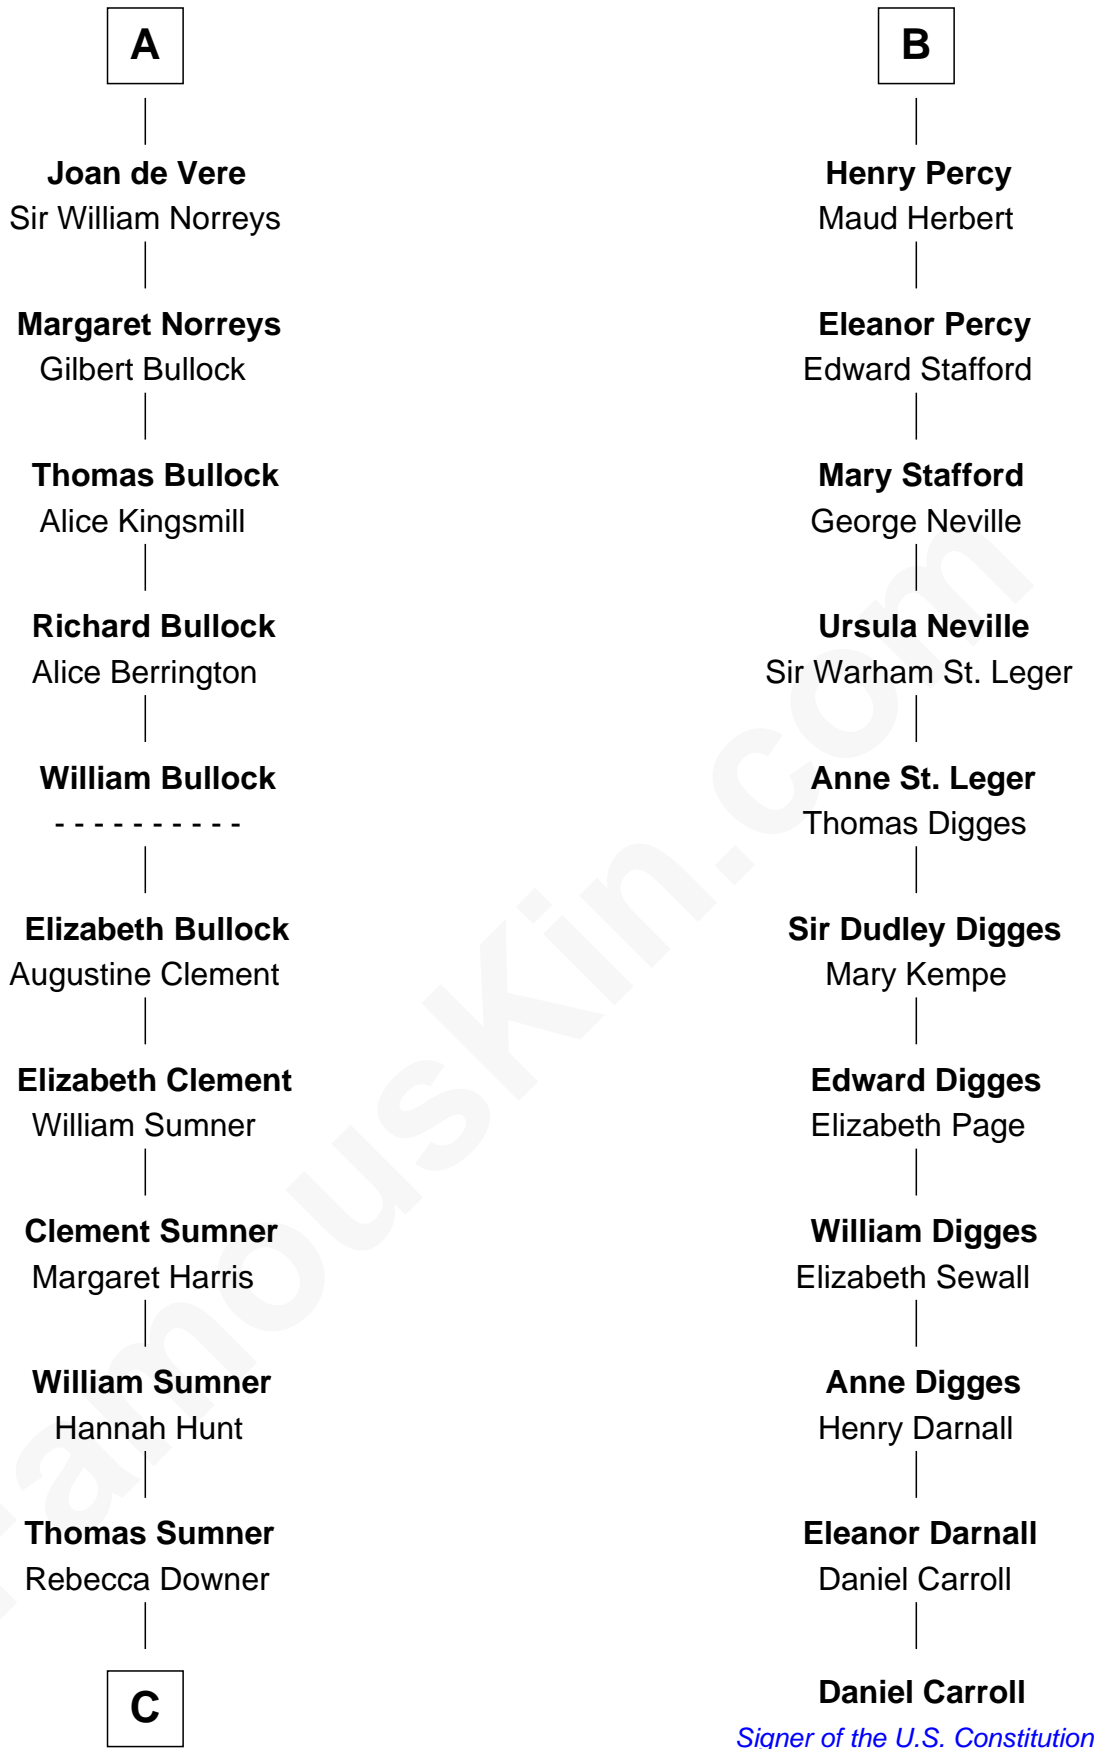 A
Joan de Vere
Sir William Norreys
Margaret Norreys
Gilbert Bullock
Thomas Bullock
Alice Kingsmill
Richard Bullock
Alice Berrington
William Bullock
- - - - - - - - - -
Elizabeth Bullock
Augustine Clement
Elizabeth Clement
William Sumner
Clement Sumner
Margaret Harris
William Sumner
Hannah Hunt
Thomas Sumner
Rebecca Downer
C
B
Henry Percy
Maud Herbert
Eleanor Percy
Edward Stafford
Mary Stafford
George Neville
Ursula Neville
Sir Warham St. Leger
Anne St. Leger
Thomas Digges
Sir Dudley Digges
Mary Kempe
Edward Digges
Elizabeth Page
William Digges
Elizabeth Sewall
Anne Digges
Henry Darnall
Eleanor Darnall
Daniel Carroll
Daniel Carroll
Signer of the U.S. Constitution
FamousKin.com